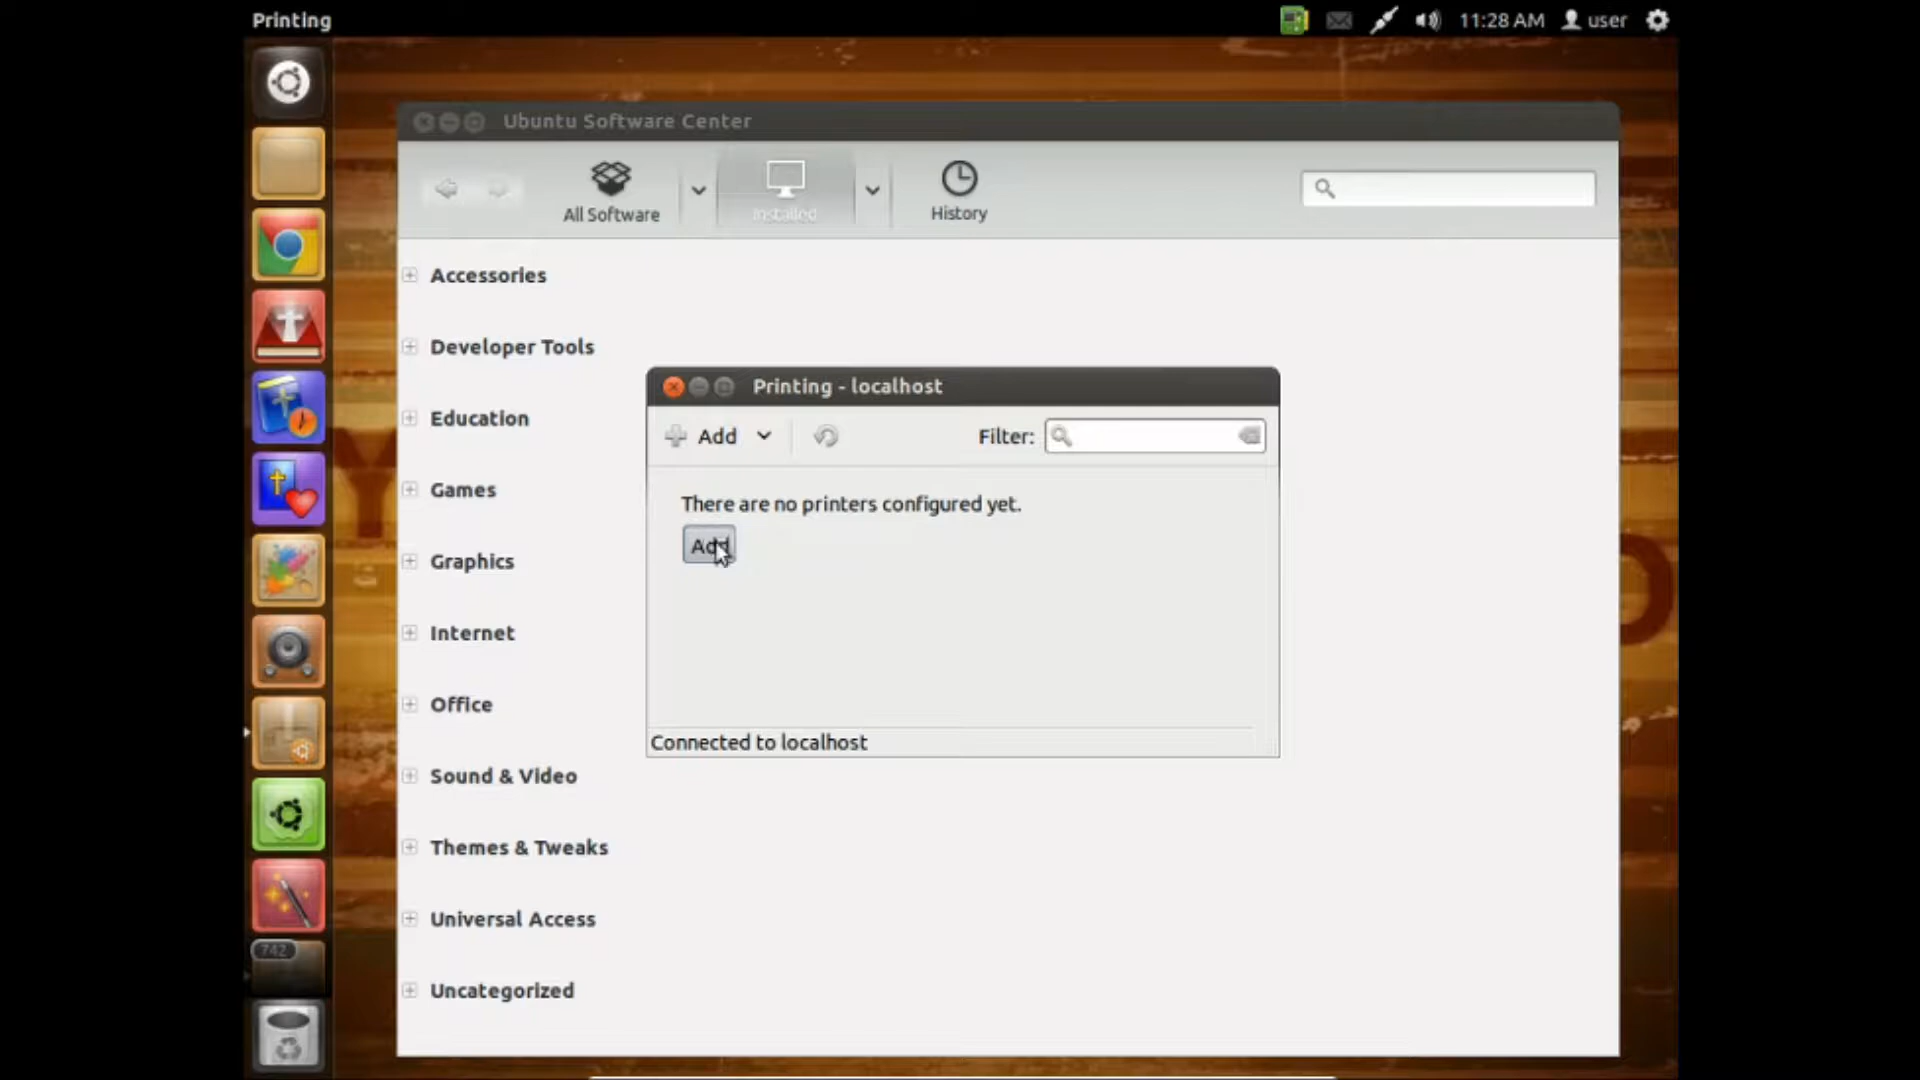 Printing
11:28 AM user
Ubuntu Software Center
All Software
Installed
History
Accessories
Developer Tools
Education
Games
Graphics
Internet
Office
Sound & Video
Themes & Tweaks
Universal Access
Uncategorized
Printing - localhost
Add
Filter:
There are no printers configured yet.
Add
Connected to localhost
742